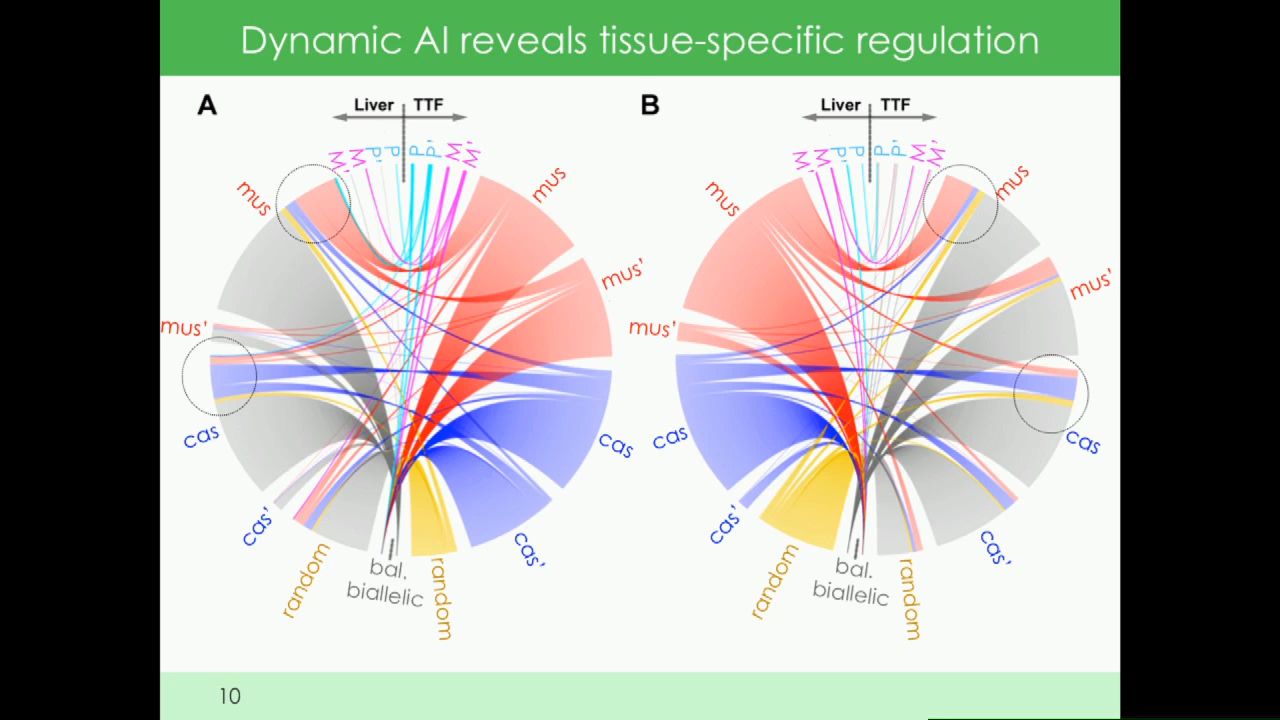 Dynamic AI reveals tissue-specific regulation
A
Liver
TTF
M'
M
p'
p
p
p'
M
M'
mus
mus
mus'
mus'
cas
cas
cas'
cas'
random
bal.
biallelic
random
B
Liver
TTF
M'
M
p'
p
p
p'
M
M'
mus
mus
mus'
mus'
cas
cas
cas'
cas'
random
bal.
biallelic
random
10